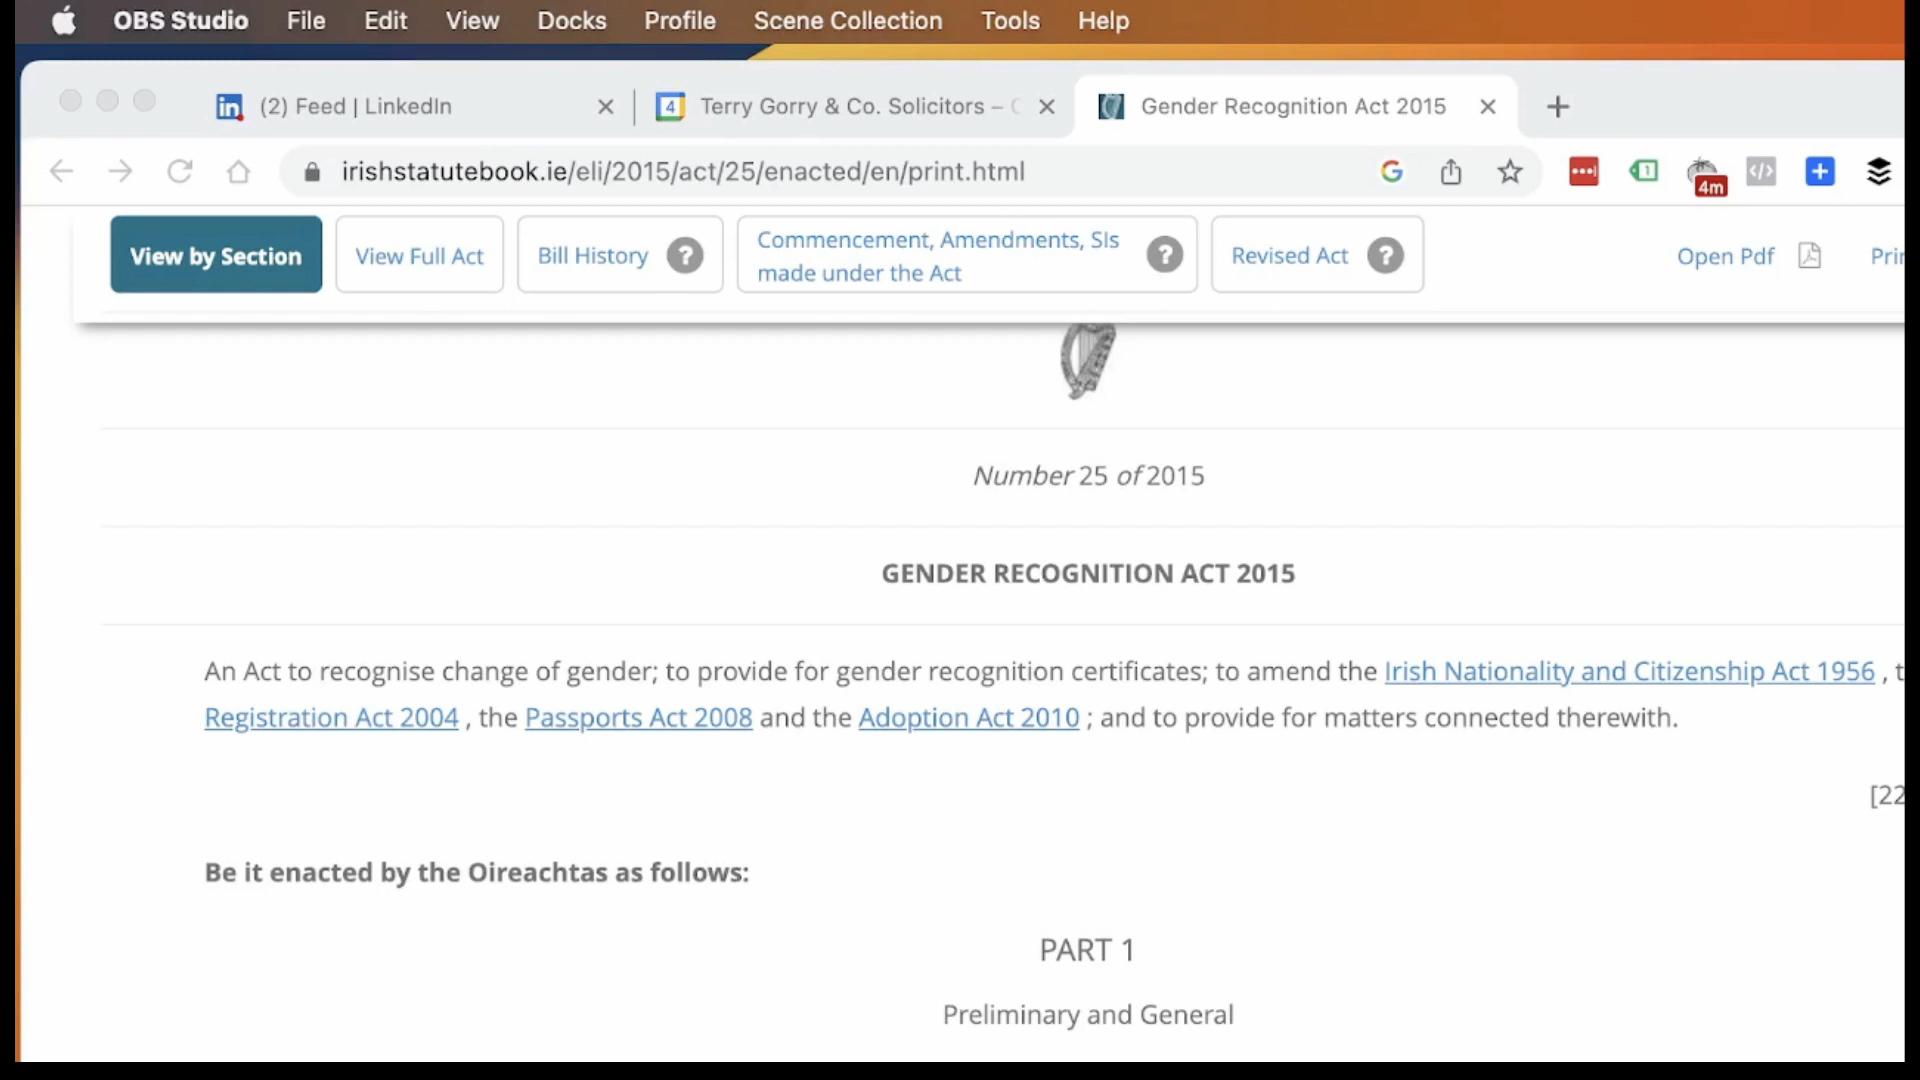 OBS Studio File Edit View Docks Profile Scene Collection Tools Help
in (2) Feed | LinkedIn 4 Terry Gorry & Co. Solicitors – Gender Recognition Act 2015
irishstatutebook.ie/eli/2015/act/25/enacted/en/print.html G 1 4m
View by Section View Full Act Bill History ? Commencement, Amendments, SIs
made under the Act ? Revised Act ? Open Pdf Prin
Number 25 of 2015
GENDER RECOGNITION ACT 2015
An Act to recognise change of gender; to provide for gender recognition certificates; to amend the Irish Nationality and Citizenship Act 1956 , t
Registration Act 2004 , the Passports Act 2008 and the Adoption Act 2010 ; and to provide for matters connected therewith.
[22
Be it enacted by the Oireachtas as follows:
PART 1
Preliminary and General